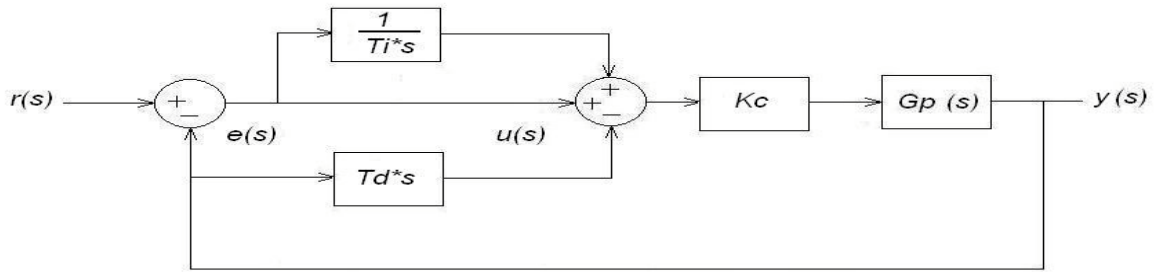 1
Ti*s
r(s)
+
−
e(s)
u(s)
+
+
−
Kc
Gp (s)
y (s)
Td*s